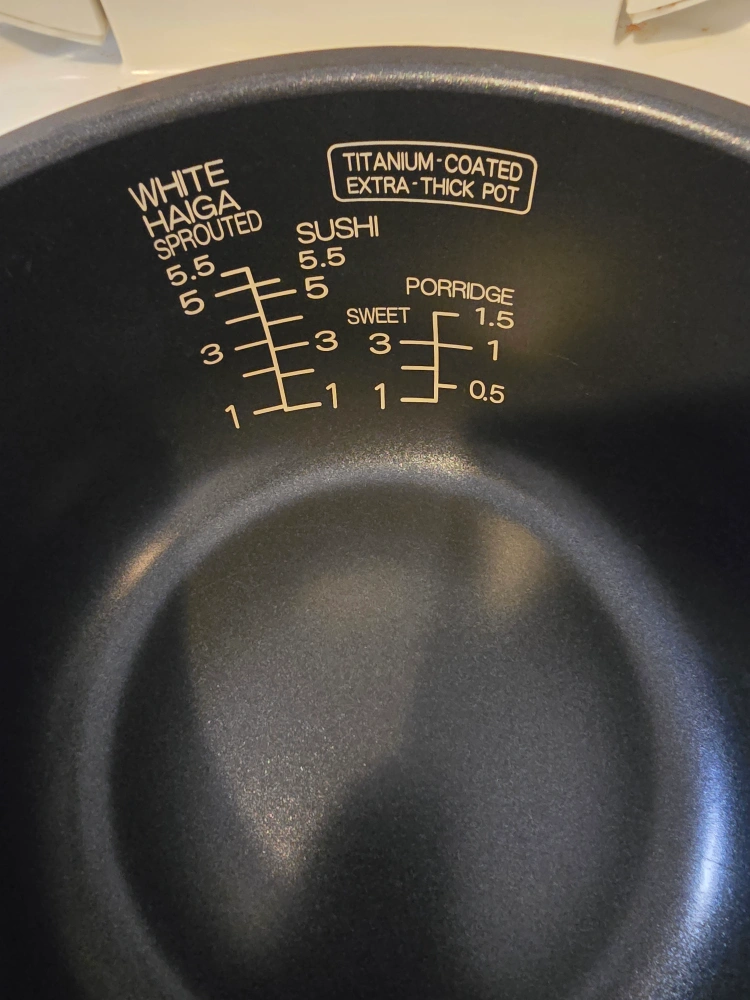 TITANIUM-COATED
EXTRA-THICK POT
WHITE
HAIGA
SPROUTED
5.5
5
3
1
SUSHI
5.5
5
3
1
SWEET
3
1
PORRIDGE
1.5
1
0.5